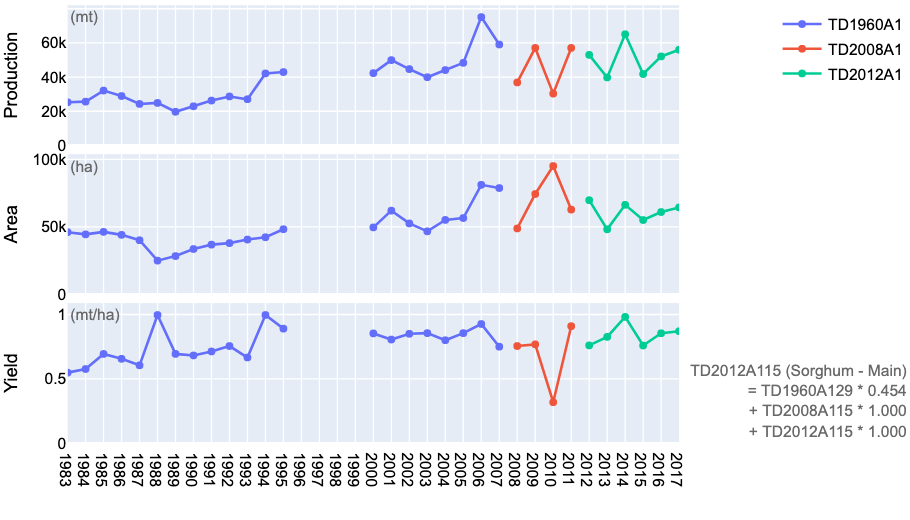 Production
(mt)
60k
40k
20k
0
TD1960A1
TD2008A1
TD2012A1
Area
(ha)
100k
50k
0
Yield
(mt/ha)
1
0.5
0
TD2012A115 (Sorghum - Main)
= TD1960A129 * 0.454
+ TD2008A115 * 1.000
+ TD2012A115 * 1.000
1983
1984
1985
1986
1987
1988
1989
1990
1991
1992
1993
1994
1995
1996
1997
1998
1999
2000
2001
2002
2003
2004
2005
2006
2007
2008
2009
2010
2011
2012
2013
2014
2015
2016
2017